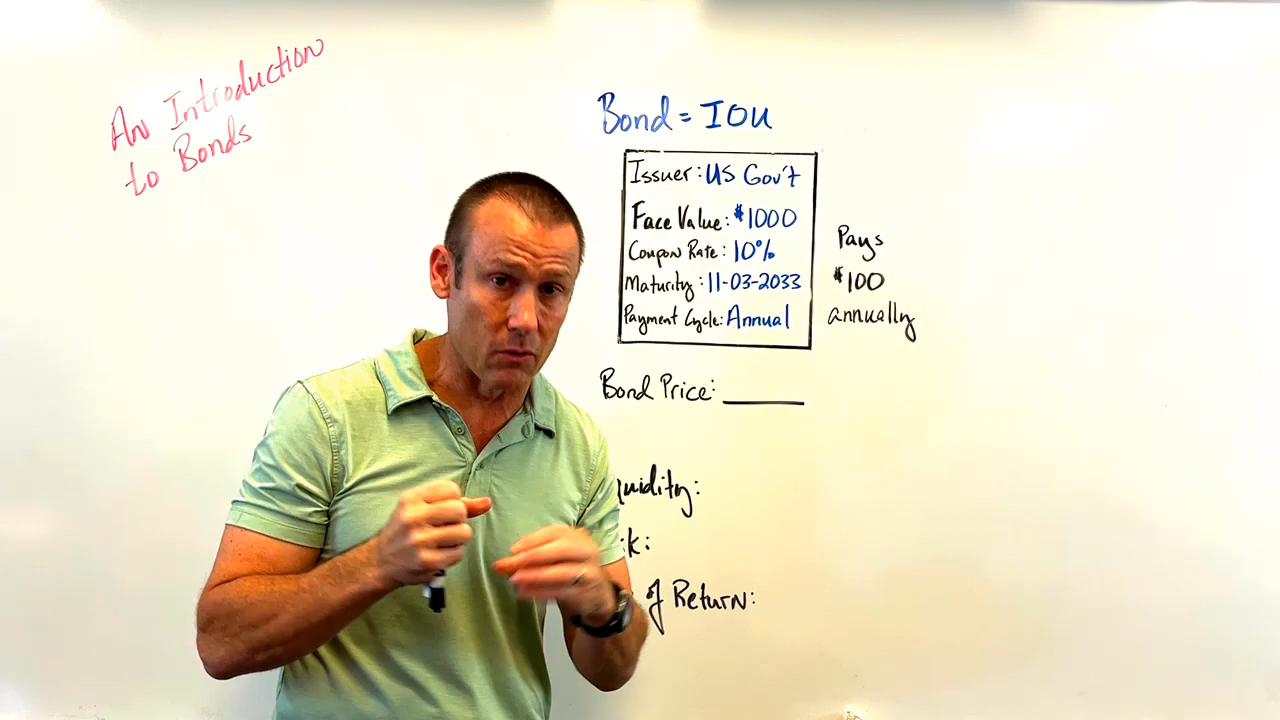 An Introduction
to Bonds
Bond = IOU
Issuer: US Gov't
Face Value: $1000
Coupon Rate: 10%
Maturity: 11-03-2033
Payment Cycle: Annual
Pays
$100
annually
Bond Price:
of Return: